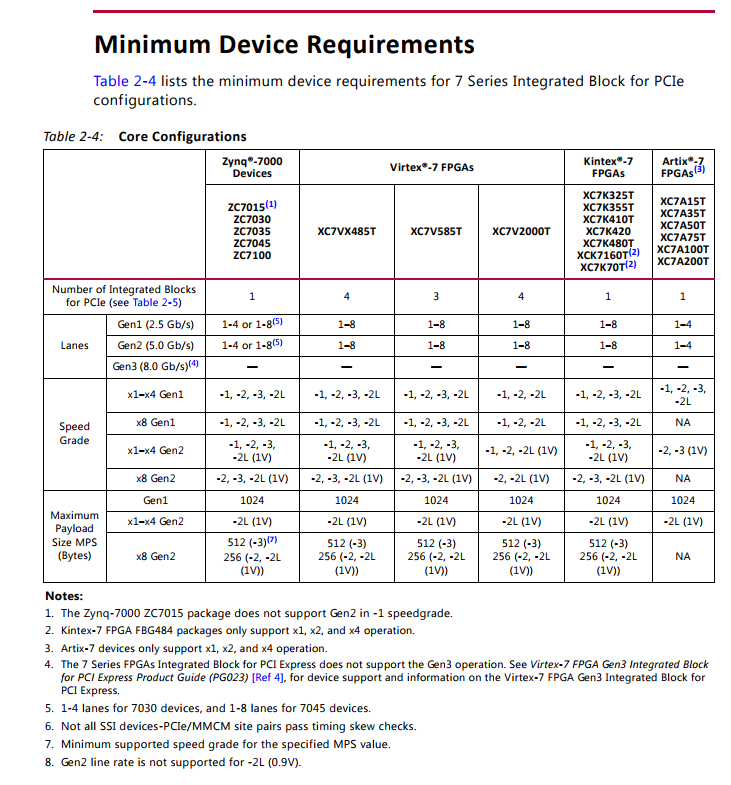 Minimum Device Requirements
Table 2-4 lists the minimum device requirements for 7 Series Integrated Block for PCIe
configurations.
Table 2-4: Core Configurations
Zynq®-7000
Devices
Virtex®-7 FPGAs
Kintex®-7
FPGAs
Artix®-7
FPGAs(3)
ZC7015(1)
ZC7030
ZC7035
ZC7045
ZC7100
XC7VX485T
XC7V585T
XC7V2000T
XC7K325T
XC7K355T
XC7K410T
XC7K420
XC7K480T
XCK7160T(2)
XC7K70T(2)
XC7A15T
XC7A35T
XC7A50T
XC7A75T
XC7A100T
XC7A200T
Number of Integrated Blocks
for PCIe (see Table 2-5)
1
4
3
4
1
1
Lanes
Gen1 (2.5 Gb/s)
1-4 or 1-8(5)
1–8
1–8
1–8
1–8
1–4
Gen2 (5.0 Gb/s)
1-4 or 1-8(5)
1–8
1–8
1–8
1–8
1–4
Gen3 (8.0 Gb/s)(4)
—
—
—
—
—
—
Speed
Grade
x1–x4 Gen1
-1, -2, -3, -2L
-1, -2, -3, -2L
-1, -2, -3, -2L
-1, -2, -2L
-1, -2, -3, -2L
-1, -2, -3,
-2L
x8 Gen1
-1, -2, -3, -2L
-1, -2, -3, -2L
-1, -2, -3, -2L
-1, -2, -2L
-1, -2, -3, -2L
NA
x1–x4 Gen2
-1, -2, -3,
-2L (1V)
-1, -2, -3,
-2L (1V)
-1, -2, -3,
-2L (1V)
-1, -2, -2L (1V)
-1, -2, -3,
-2L (1V)
-2, -3 (1V)
x8 Gen2
-2, -3, -2L (1V)
-2, -3, -2L (1V)
-2, -3, -2L (1V)
-2, -2L (1V)
-2, -3, -2L (1V)
NA
Maximum
Payload
Size MPS
(Bytes)
Gen1
1024
1024
1024
1024
1024
1024
x1–x4 Gen2
-2L (1V)
-2L (1V)
-2L (1V)
-2L (1V)
-2L (1V)
-2L (1V)
x8 Gen2
512 (-3)(7)
256 (-2, -2L
(1V))
512 (-3)
256 (-2, -2L
(1V))
512 (-3)
256 (-2, -2L
(1V))
512 (-3)
256 (-2, -2L
(1V))
512 (-3)
256 (-2, -2L
(1V))
NA
Notes:
1. The Zynq-7000 ZC7015 package does not support Gen2 in -1 speedgrade.
2. Kintex-7 FPGA FBG484 packages only support x1, x2, and x4 operation.
3. Artix-7 devices only support x1, x2, and x4 operation.
4. The 7 Series FPGAs Integrated Block for PCI Express does not support the Gen3 operation. See Virtex-7 FPGA Gen3 Integrated Block
for PCI Express Product Guide (PG023) [Ref 4], for device support and information on the Virtex-7 FPGA Gen3 Integrated Block for
PCI Express.
5. 1-4 lanes for 7030 devices, and 1-8 lanes for 7045 devices.
6. Not all SSI devices-PCIe/MMCM site pairs pass timing skew checks.
7. Minimum supported speed grade for the specified MPS value.
8. Gen2 line rate is not supported for -2L (0.9V).